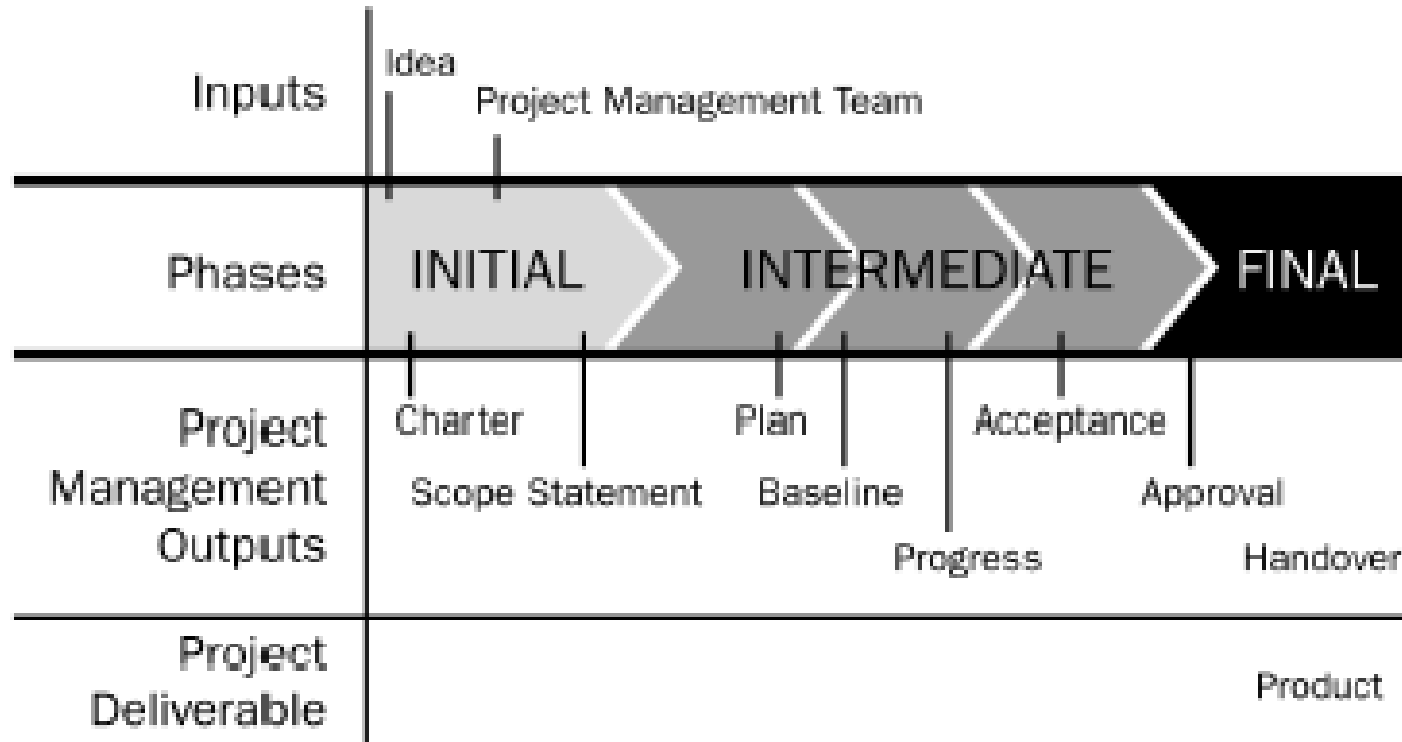 Inputs
Idea
Project Management Team
Phases
INITIAL
INTERMEDIATE
FINAL
Project
Management
Outputs
Charter
Plan
Acceptance
Scope Statement
Baseline
Approval
Progress
Handover
Project
Deliverable
Product